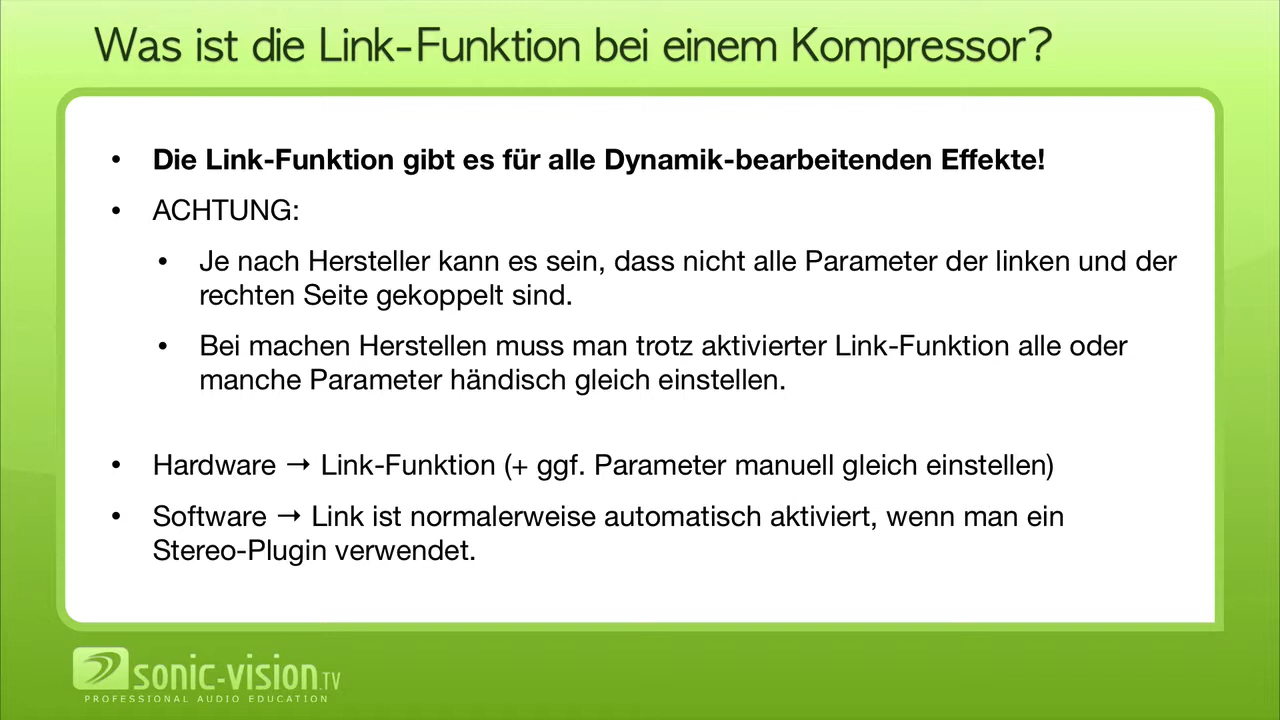 Was ist die Link-Funktion bei einem Kompressor?
• Die Link-Funktion gibt es für alle Dynamik-bearbeitenden Effekte!
• ACHTUNG:
• Je nach Hersteller kann es sein, dass nicht alle Parameter der linken und der
rechten Seite gekoppelt sind.
• Bei machen Herstellen muss man trotz aktivierter Link-Funktion alle oder
manche Parameter händisch gleich einstellen.
• Hardware → Link-Funktion (+ ggf. Parameter manuell gleich einstellen)
• Software → Link ist normalerweise automatisch aktiviert, wenn man ein
Stereo-Plugin verwendet.
sonic-vision.TV
PROFESSIONAL AUDIO EDUCATION